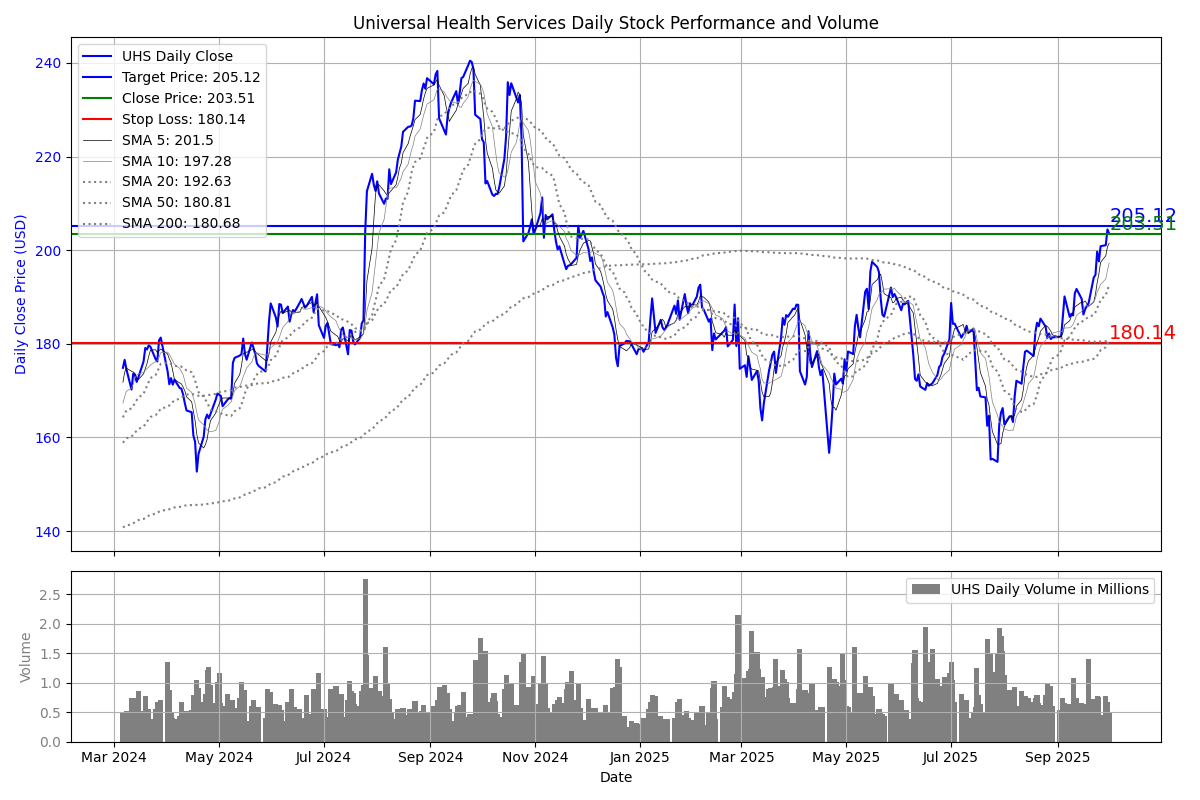 Universal Health Services Daily Stock Performance and Volume
UHS Daily Close
Target Price: 205.12
Close Price: 203.51
Stop Loss: 180.14
SMA 5: 201.5
SMA 10: 197.28
SMA 20: 192.63
SMA 50: 180.81
SMA 200: 180.68
Daily Close Price (USD)
240
220
200
180
160
140
205.12
203.51
180.14
UHS Daily Volume in Millions
Volume
2.5
2.0
1.5
1.0
0.5
0.0
Mar 2024 May 2024 Jul 2024 Sep 2024 Nov 2024 Jan 2025 Mar 2025 May 2025 Jul 2025 Sep 2025
Date